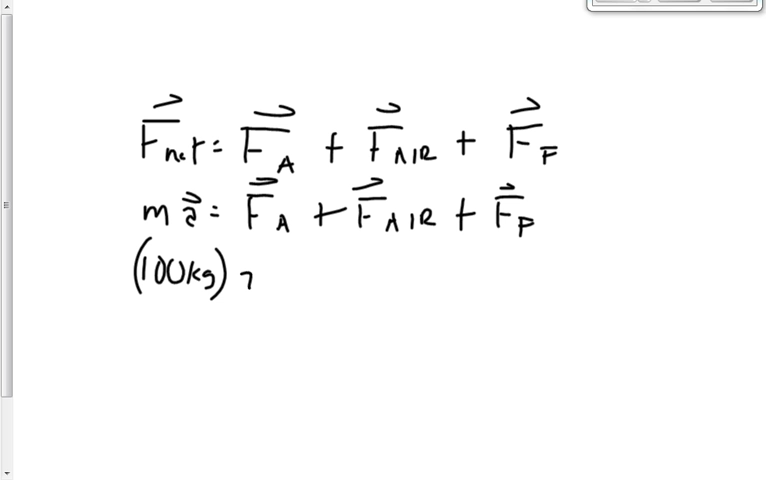 F⃗net = F⃗A + F⃗AIR + F⃗F
m a⃗ = F⃗A + F⃗AIR + F⃗F
(100kg)